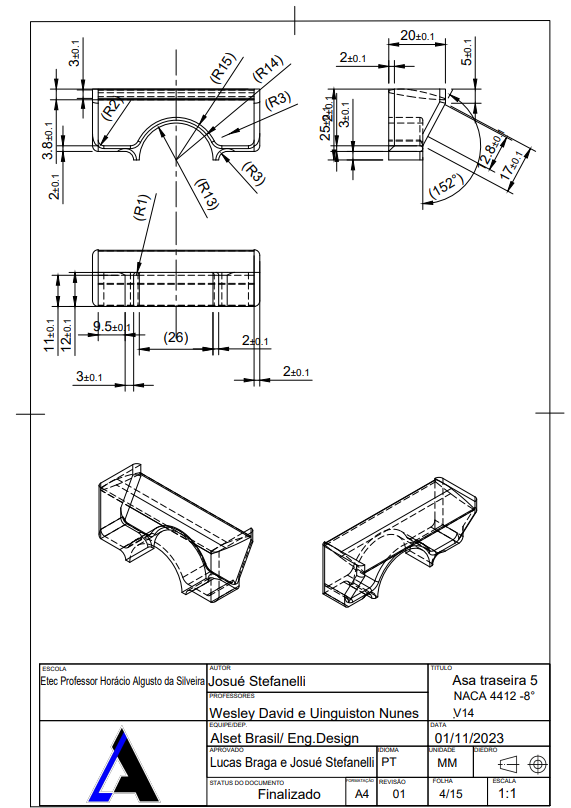 3±0.1
(R2)
(R15)
(R14)
(R3)
3.8±0.1
2±0.1
(R13)
(R3)
20±0.1
2±0.1
5±0.1
3±0.1
2.8±0.1
17±0.1
(152°)
(R1)
11±0.1
12±0.1
9.5±0.1
(26)
2±0.1
3±0.1
2±0.1
ESCOLA
Etec Professor Horácio Algusto da Silveira
AUTOR
Josué Stefanelli
PROFESSORES
Wesley David e Uinguiston Nunes
TITULO
Asa traseira 5
NACA 4412 -8°
V14
EQUIPE/DEP.
Alset Brasil/ Eng.Design
DATA
01/11/2023
APROVADO
Lucas Braga e Josué Stefanelli
IDIOMA
PT
UNIDADE
MM
DIEDRO
STATUS DO DOCUMENTO
Finalizado
FORMATAÇÃO
A4
REVISÃO
01
FOLHA
4/15
ESCALA
1:1